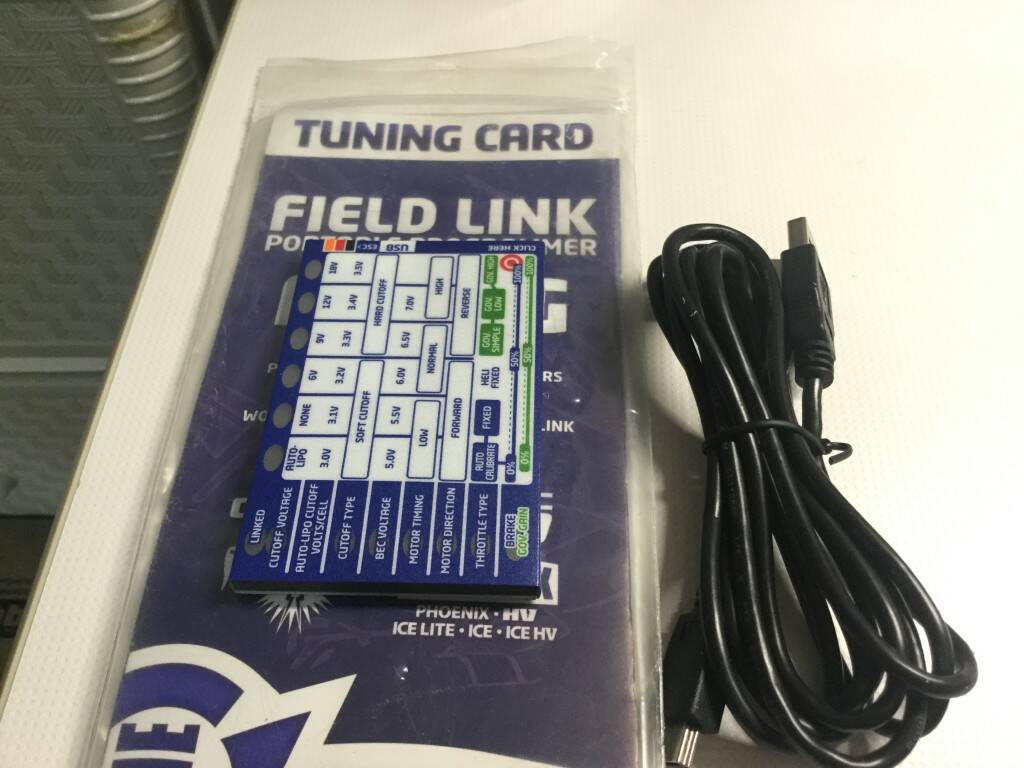 TUNING CARD
FIELD LINK
RS
LINK
PHOENIX · HV
ICE LITE · ICE · ICE HV
ESC>
USB
CLICK HERE
LINKED
CUTOFF VOLTAGE AUTO-LIPO NONE 6V 9V 12V 18V
AUTO-LIPO CUTOFF VOLTS/CELL 3.0V 3.1V 3.2V 3.3V 3.4V 3.5V
CUTOFF TYPE SOFT CUTOFF HARD CUTOFF
BEC VOLTAGE 5.0V 5.5V 6.0V 6.5V 7.0V
MOTOR TIMING LOW NORMAL HIGH
MOTOR DIRECTION FORWARD REVERSE
THROTTLE TYPE AUTO CALIBRATE FIXED HELI FIXED GOV. SIMPLE GOV. LOW GOV. HIGH
BRAKE 0% 50% 100%
GOV. GAIN 0% 50% 100%